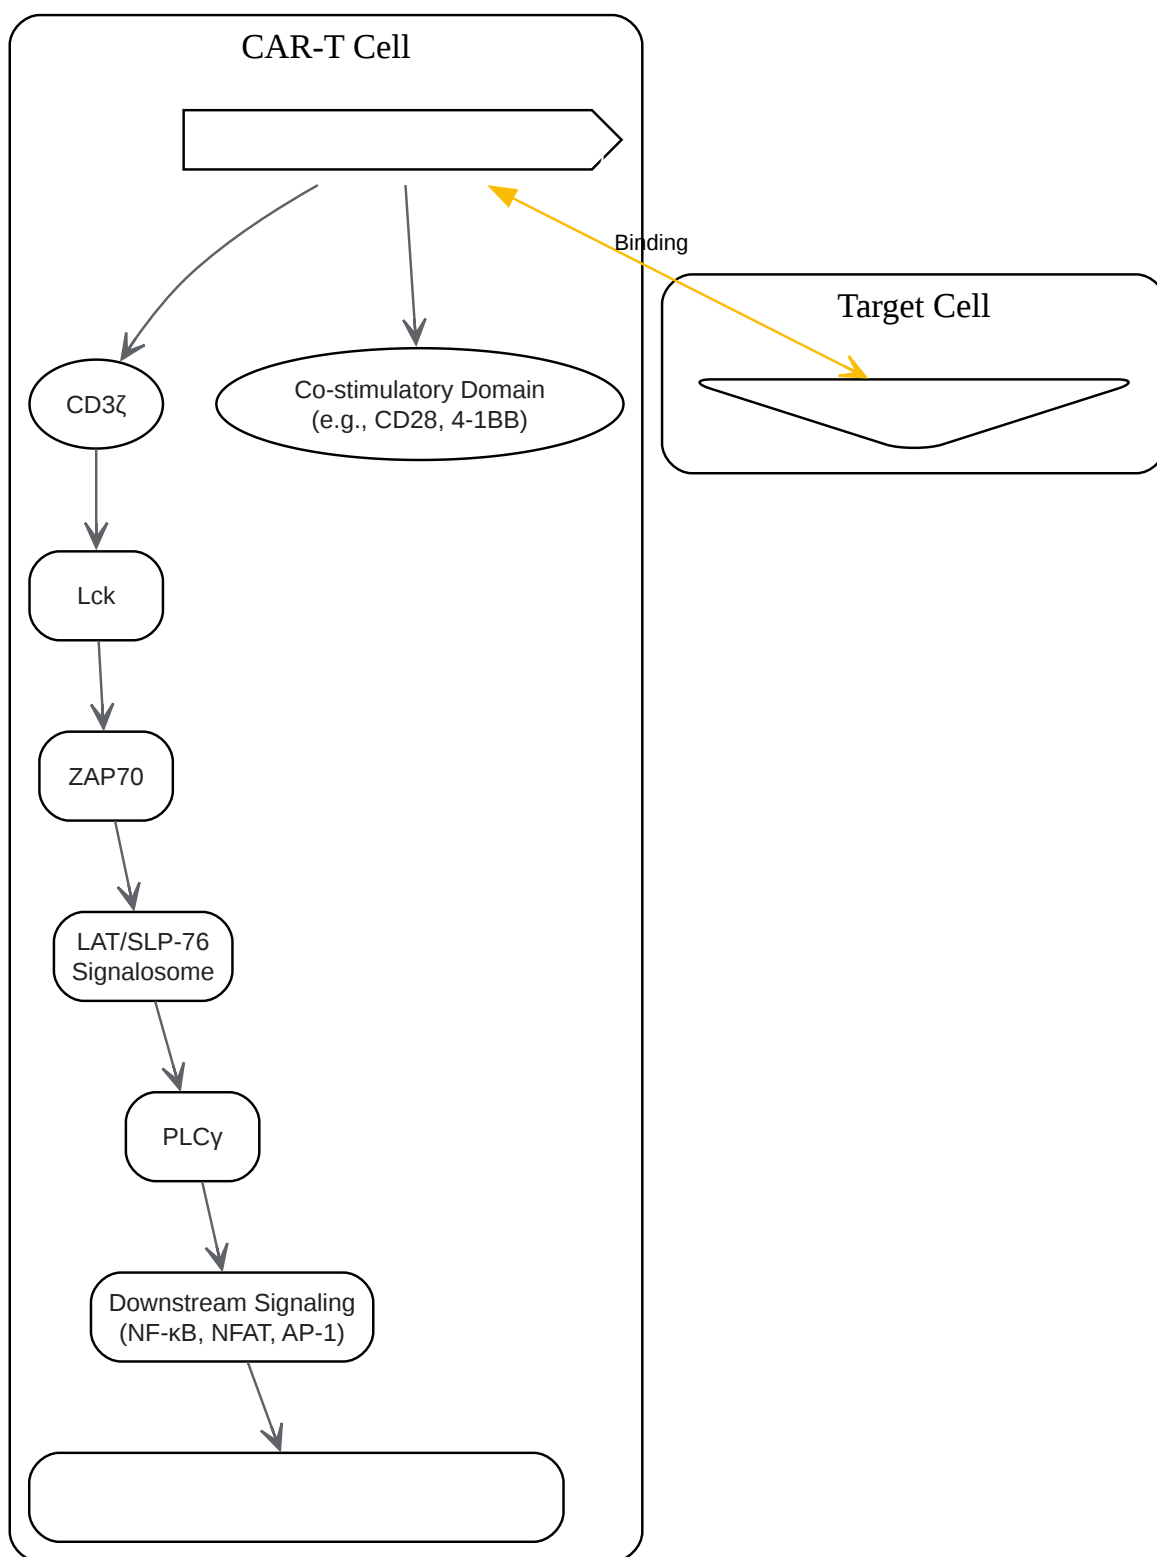 CAR-T Cell
Binding
Target Cell
CD3ζ
Co-stimulatory Domain
(e.g., CD28, 4-1BB)
Lck
ZAP70
LAT/SLP-76
Signalosome
PLCγ
Downstream Signaling
(NF-κB, NFAT, AP-1)